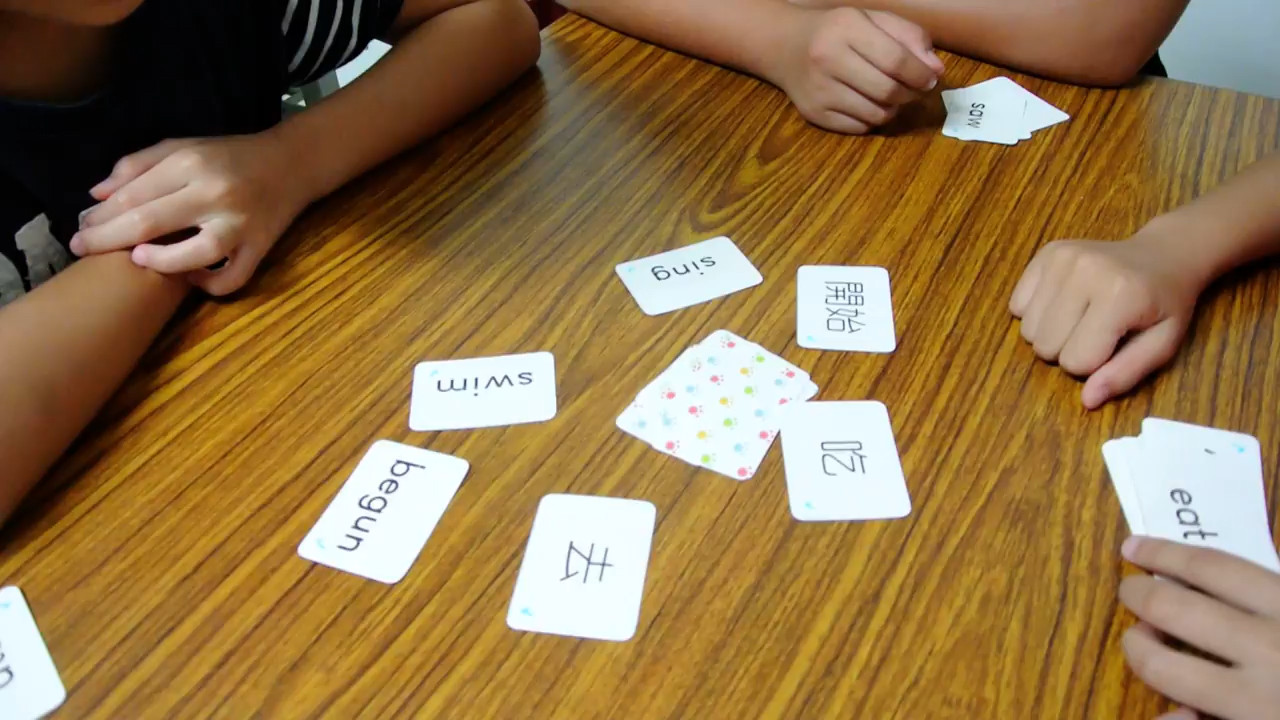 saw
sing
開始
swim
吃
begun
eat
去